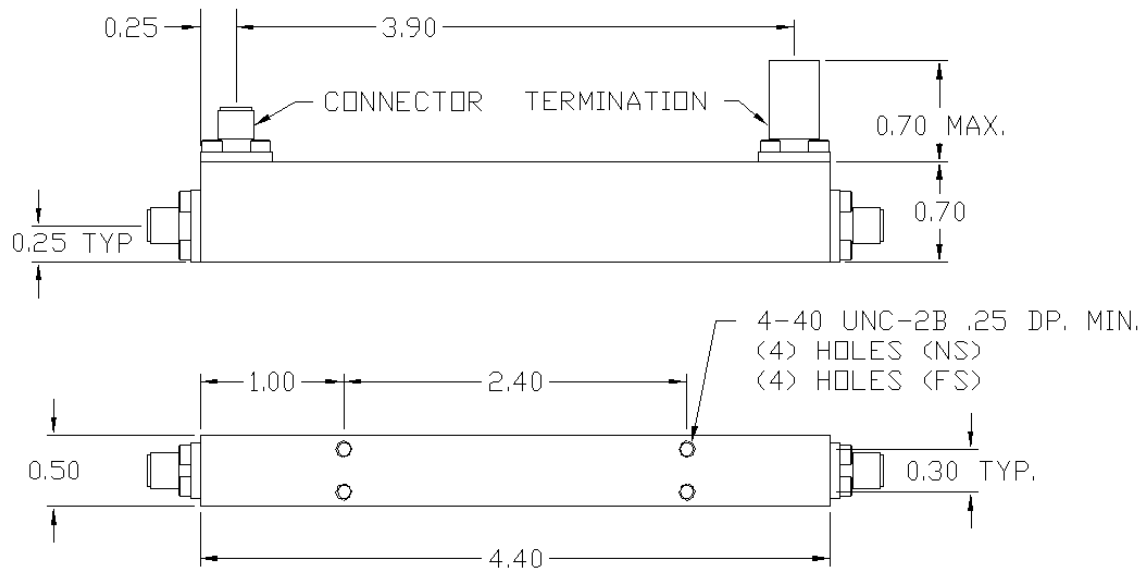 0.25
3.90
CONNECTOR
TERMINATION
0.70 MAX.
0.70
0.25 TYP
4-40 UNC-2B .25 DP. MIN.
(4) HOLES (NS)
(4) HOLES (FS)
1.00
2.40
0.50
0.30 TYP.
4.40